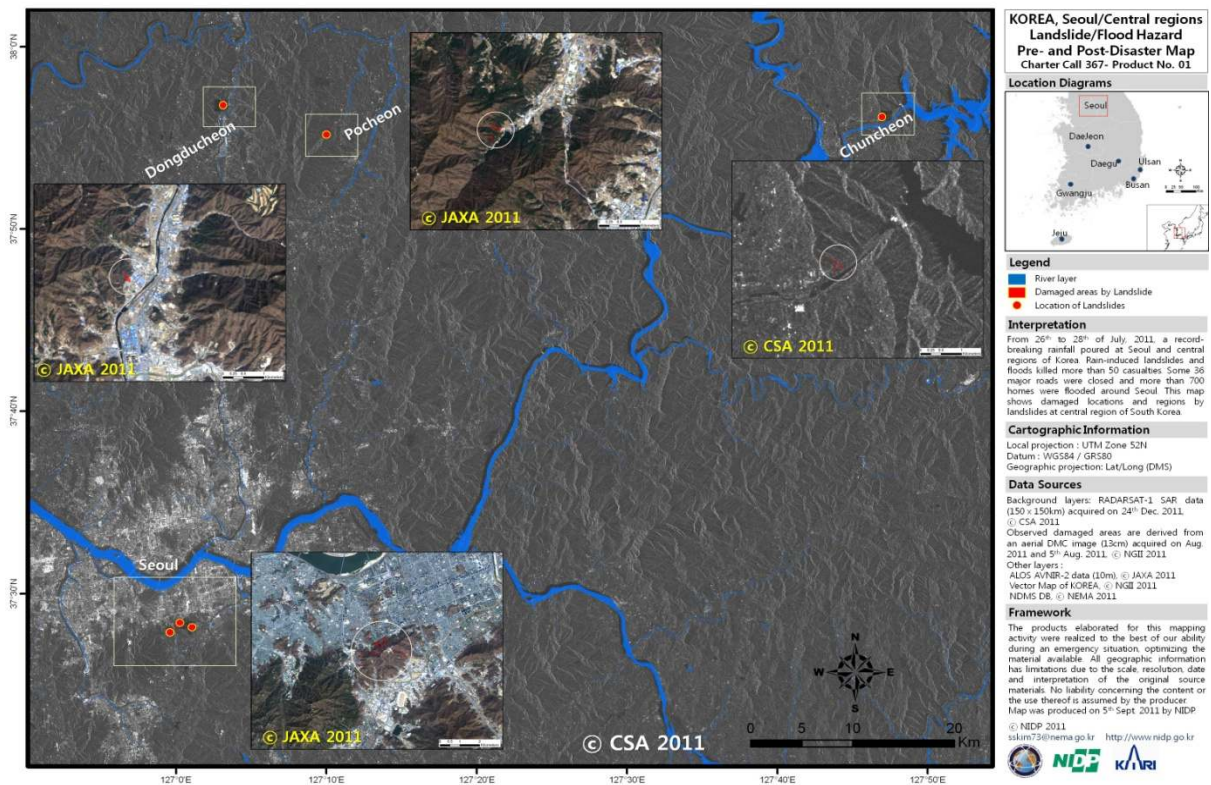 KOREA, Seoul/Central regions
Landslide/Flood Hazard
Pre- and Post-Disaster Map
Charter Call 367- Product No. 01
Location Diagrams
Seoul
DaeJeon
Daegu
Ulsan
Gwangju
Busan
Jeju
Legend
River layer
Damaged areas by Landslide
Location of Landslides
Interpretation
From 26th to 28th of July, 2011, a record-
breaking rainfall poured at Seoul and central
regions of Korea. Rain-induced landslides and
floods killed more than 50 casualties. Some 36
major roads were closed and more than 700
homes were flooded around Seoul. This map
shows damaged locations and regions by
landslides at central region of South Korea.
Cartographic Information
Local projection : UTM Zone 52N
Datum : WGS84 / GRS80
Geographic projection: Lat/Long (DMS)
Data Sources
Background layers: RADARSAT-1 SAR data
(150 x 150km) acquired on 24th Dec. 2011,
ⓒ CSA 2011
Observed damaged areas are derived from
an aerial DMC image (13cm) acquired on Aug.
2011 and 5th Aug. 2011, ⓒ NGII 2011
Other layers :
ALOS AVNIR-2 data (10m), ⓒ JAXA 2011
Vector Map of KOREA, ⓒ NGII 2011
NDMS DB, ⓒ NEMA 2011
Framework
The products elaborated for this mapping
activity were realized to the best of our ability
during an emergency situation, optimizing the
material available. All geographic information
has limitations due to the scale, resolution, date
and interpretation of the original source
materials. No liability concerning the content or
the use thereof is assumed by the producer.
Map was produced on 5th Sept. 2011 by NIDP
ⓒ NIDP 2011
sskim73@nema.go.kr http://www.nidp.go.kr
NIDP KARI
38°0'N
37°50'N
37°40'N
37°30'N
127°0'E
127°10'E
127°20'E
127°30'E
127°40'E
127°50'E
Dongducheon
Pocheon
Chuncheon
Seoul
ⓒ JAXA 2011
ⓒ JAXA 2011
ⓒ CSA 2011
ⓒ JAXA 2011
ⓒ CSA 2011
N
W E
S
0 5 10 20
Km